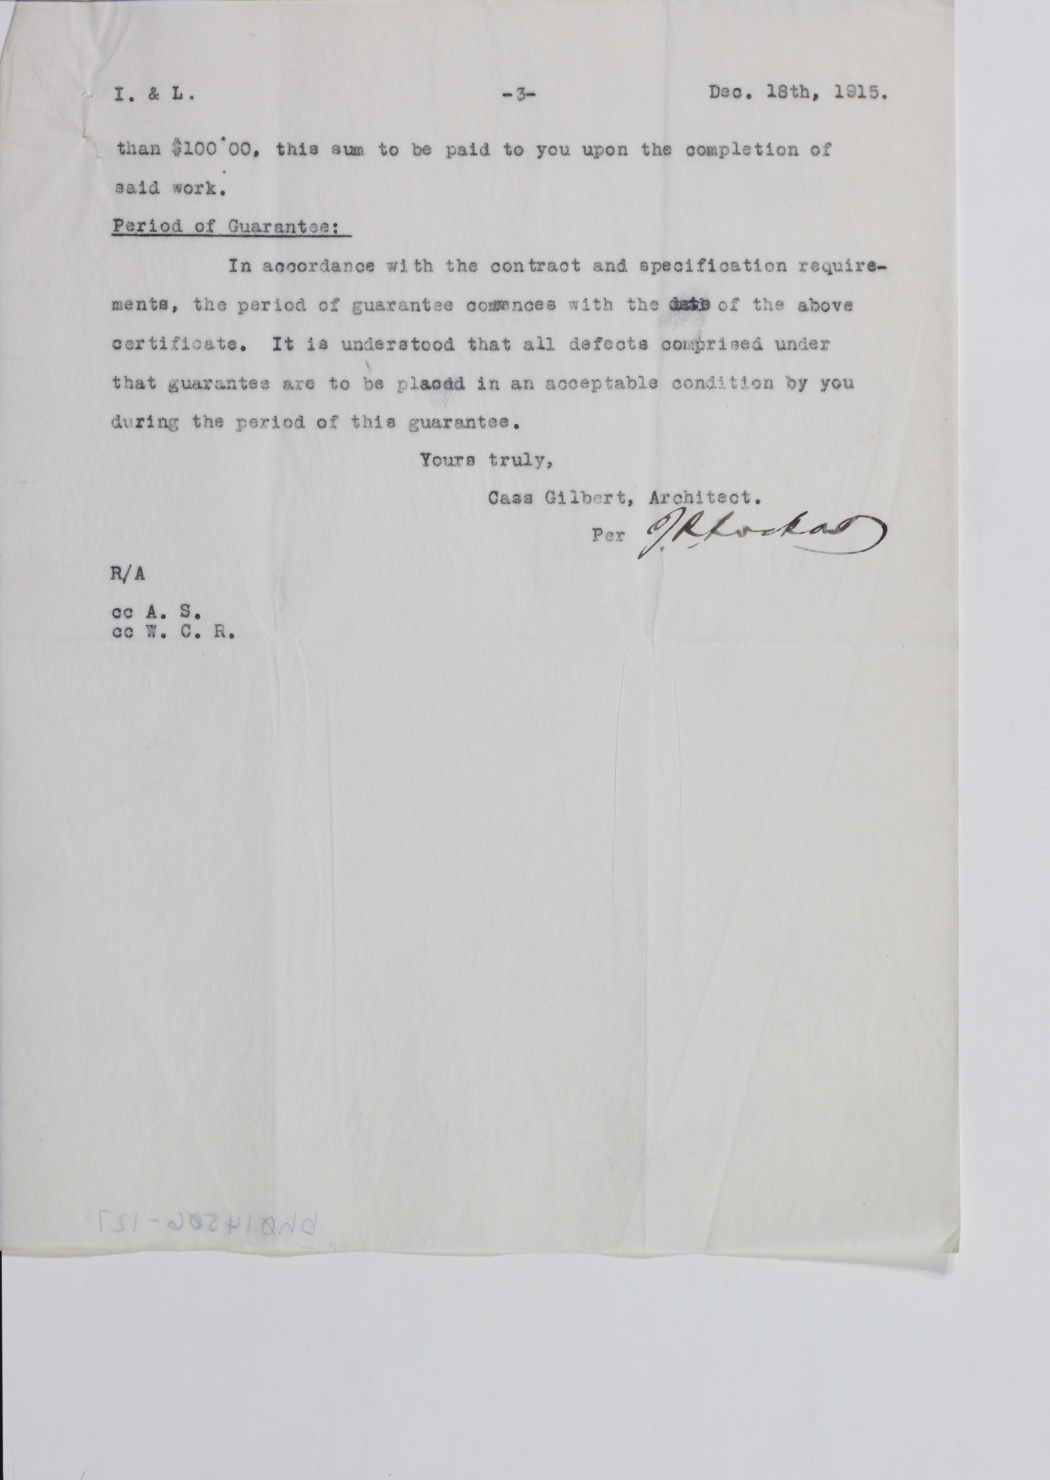 I. & L. -3- Dec. 18th, 1915.
than $100.00, this sum to be paid to you upon the completion of
said work.
Period of Guarantee:
In accordance with the contract and specification require-
ments, the period of guarantee comences with the date of the above
certificate. It is understood that all defects comprised under
that guarantee are to be placed in an acceptable condition by you
during the period of this guarantee.
Yours truly,
Cass Gilbert, Architect.
Per
R/A
cc A. S.
cc W. C. R.